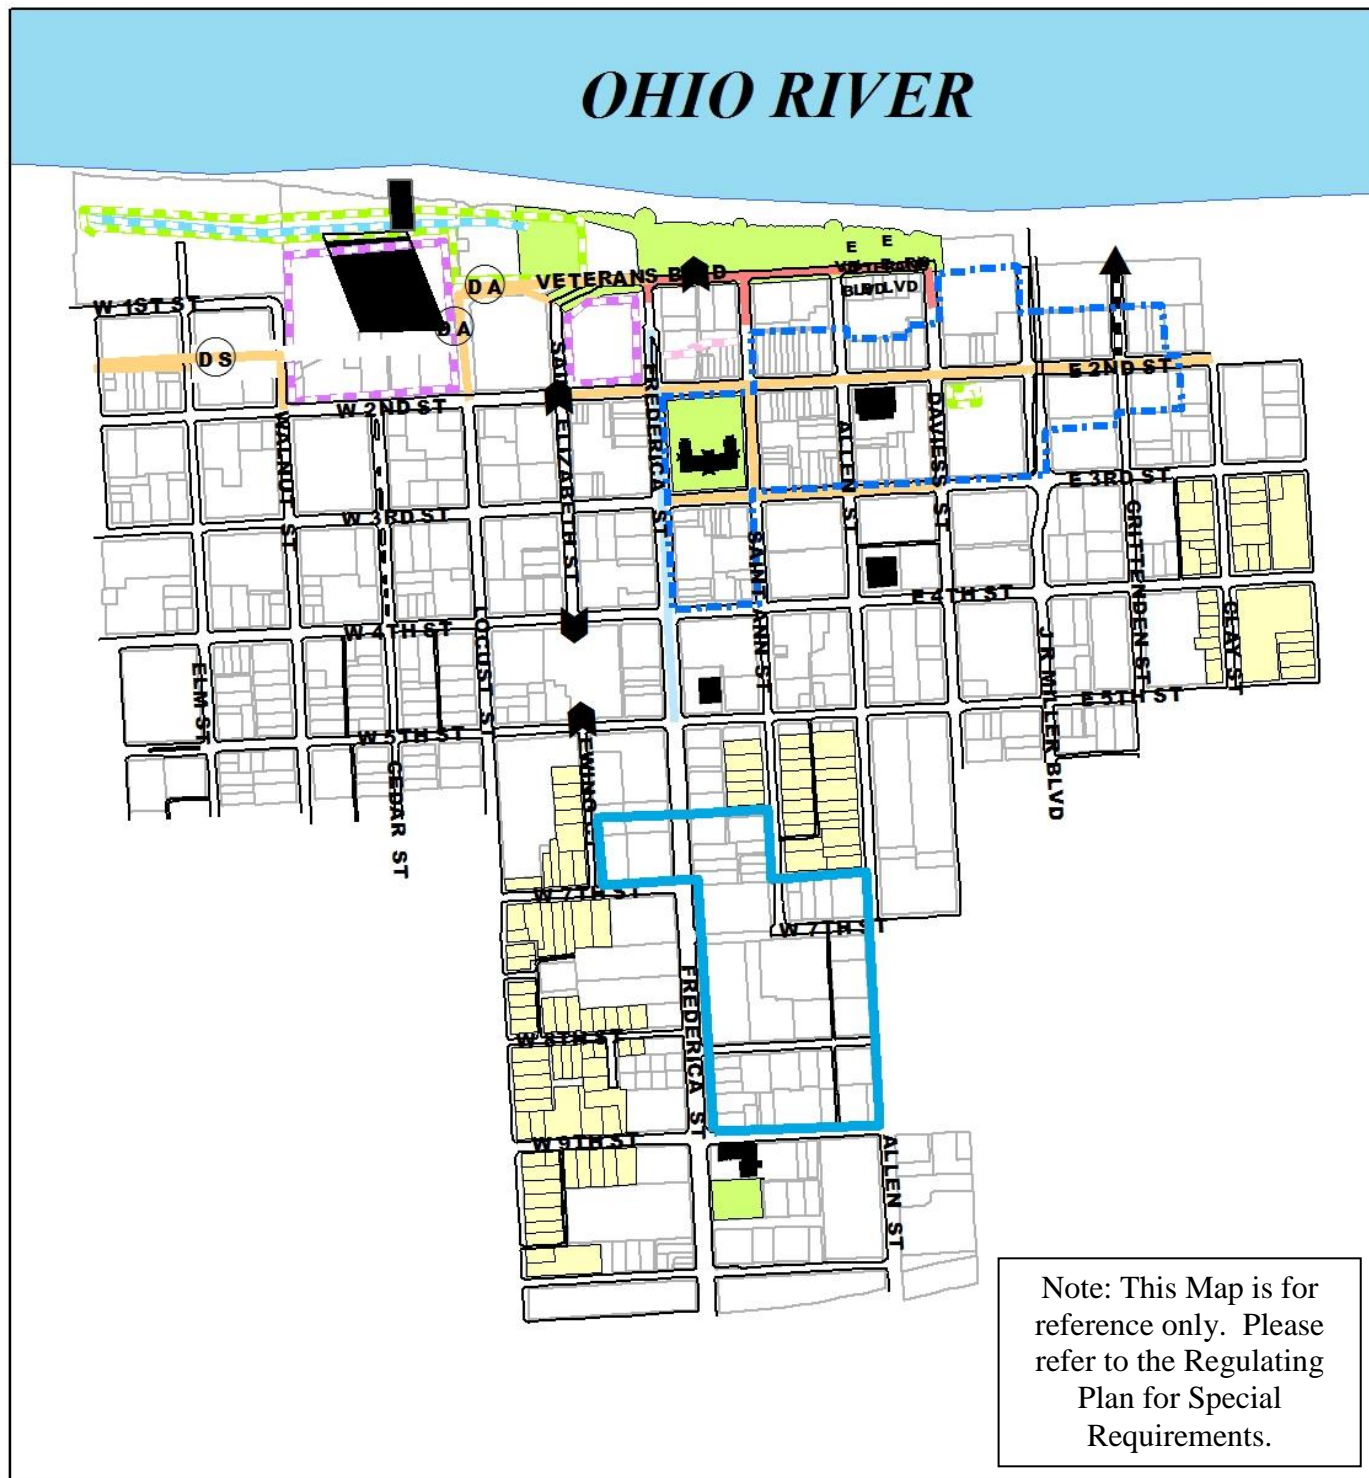 OHIO RIVER
E E
BLVD BLVD
VETERANS BLVD
D A
W 1ST ST
D A
D S
E 2ND ST
W 2ND ST
FREDERICA ST
WALNUT ST
ELIZABETH ST
ALLEN ST
DAVIESS ST
E 3RD ST
W 3RD ST
CRITTENDEN ST
SAINT ANN ST
E 4TH ST
W 4TH ST
LOCUST ST
CLAY ST
J R MILLER BLVD
ELM ST
E 5TH ST
W 5TH ST
CEDAR ST
W 7TH ST
W 7TH ST
FREDERICA ST
W 8TH ST
W 9TH ST
ALLEN ST
Note: This Map is for
reference only. Please
refer to the Regulating
Plan for Special
Requirements.